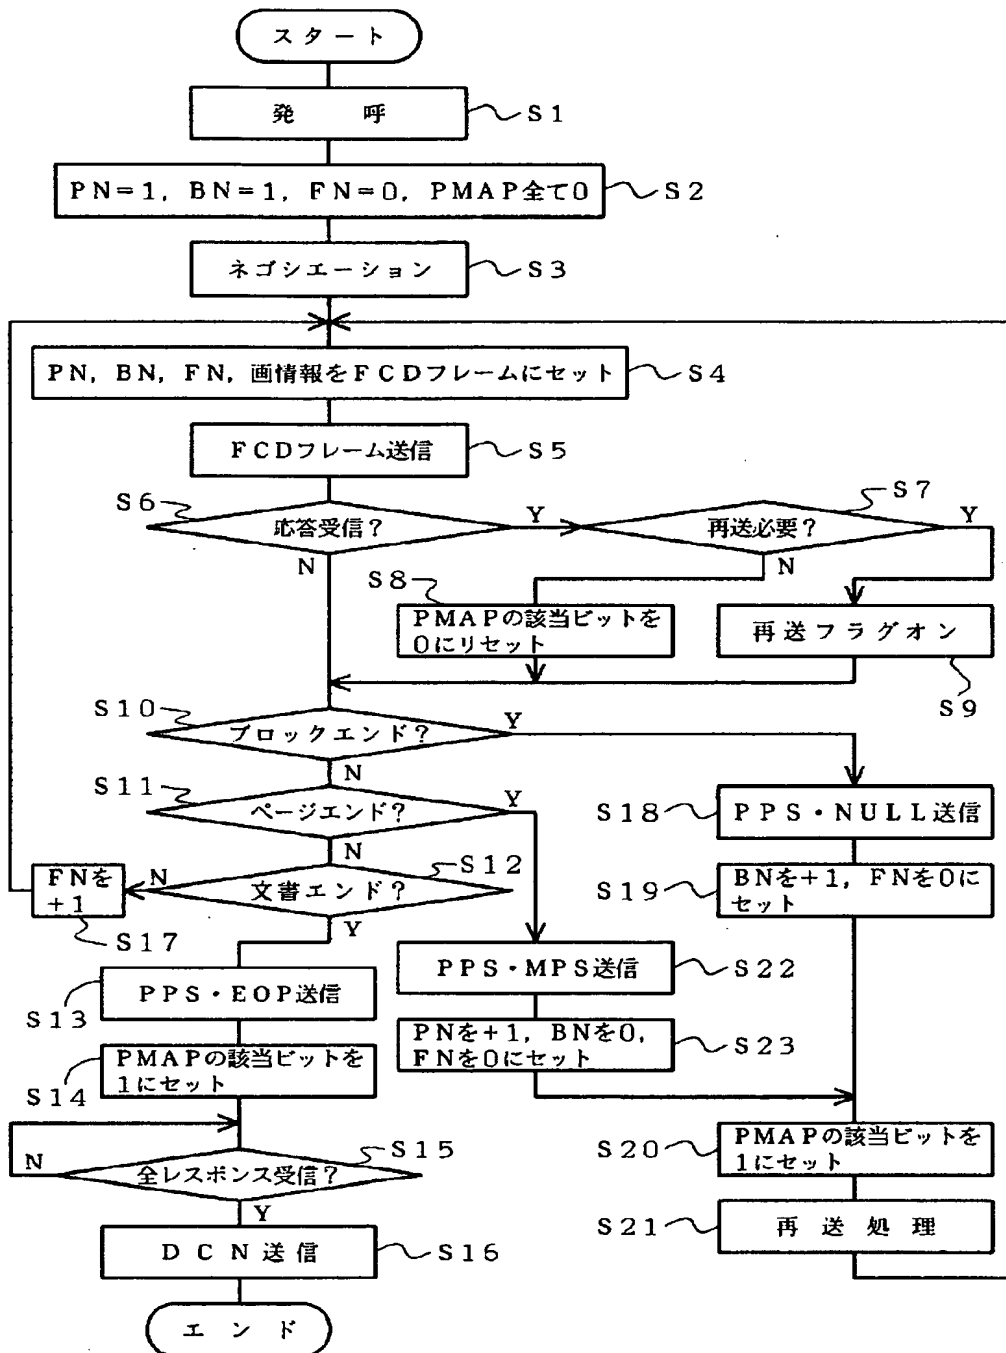 スタート
発　呼
S1
PN=1, BN=1, FN=0, PMAP全て0
S2
ネゴシエーション
S3
PN, BN, FN, 画情報をFCDフレームにセット
S4
FCDフレーム送信
S5
S6
応答受信?
Y
N
S7
再送必要?
Y
N
S8
PMAPの該当ビットを
0にリセット
再送フラグオン
S9
S10
ブロックエンド?
Y
N
S11
ページエンド?
Y
N
S12
文書エンド?
N
Y
FNを
+1
S17
S18
PPS・NULL送信
S19
BNを+1, FNを0に
セット
PPS・EOP送信
S13
PPS・MPS送信
S22
PMAPの該当ビットを
1にセット
S14
PNを+1, BNを0,
FNを0にセット
S23
S15
全レスポンス受信?
N
Y
S20
PMAPの該当ビットを
1にセット
S21
再送処理
DCN送信
S16
エンド